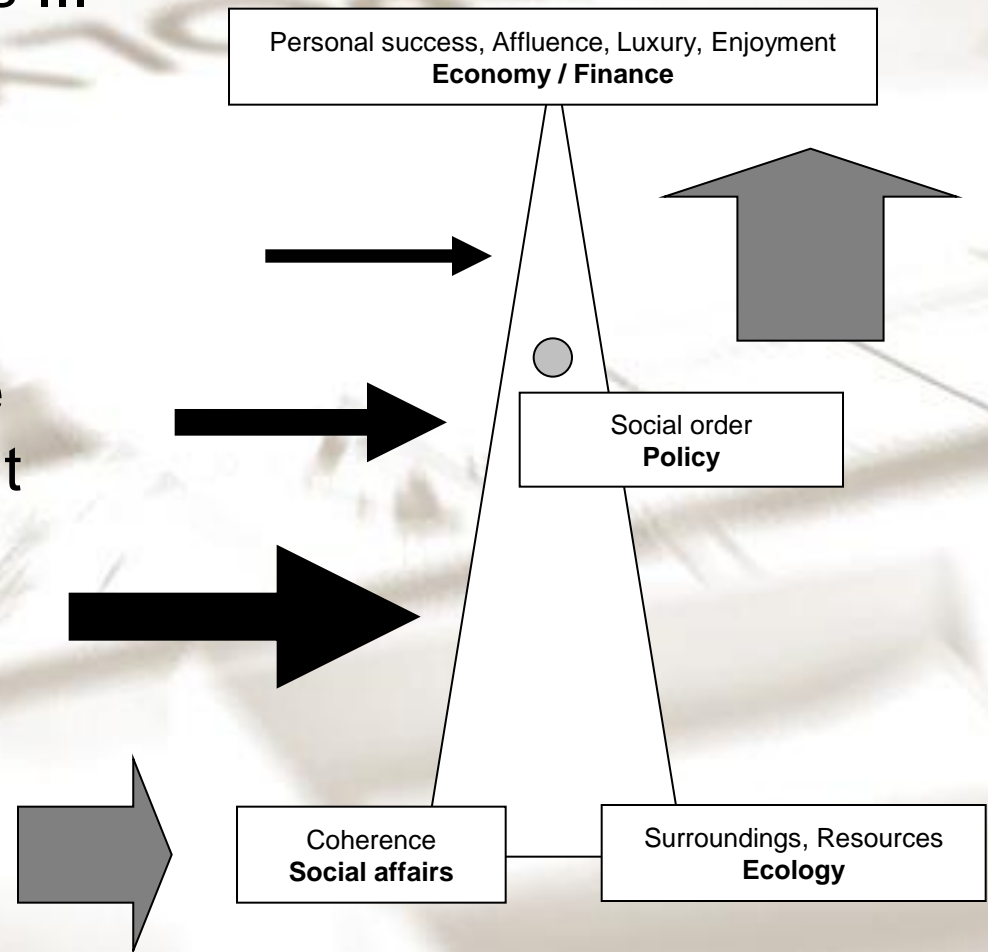 Personal success, Affluence, Luxury, Enjoyment
Economy / Finance
Social order
Policy
Coherence
Social affairs
Surroundings, Resources
Ecology